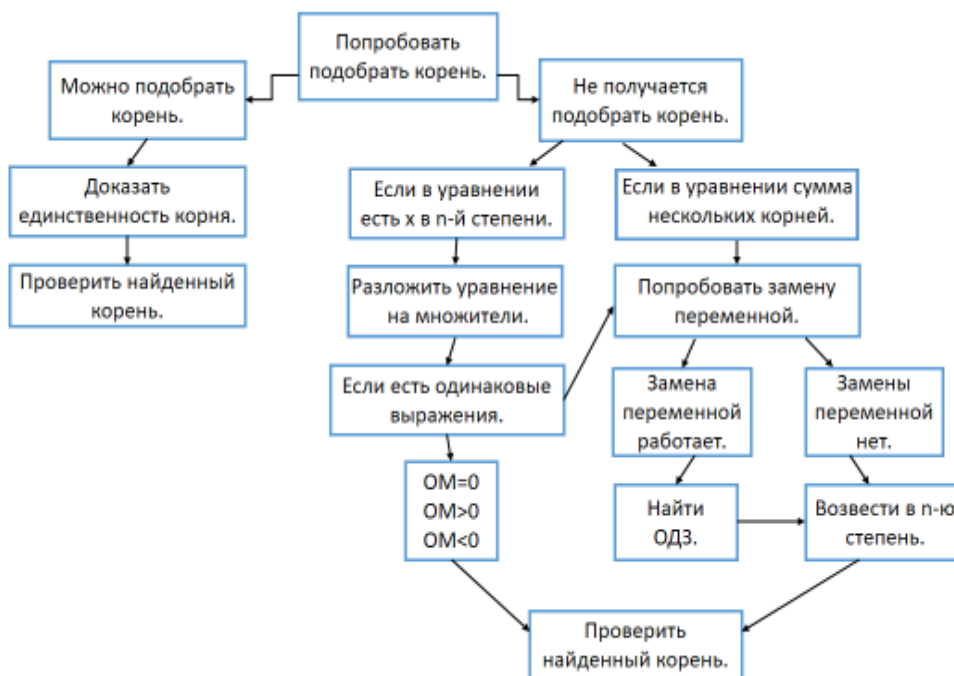 Попробовать
подобрать корень.
Можно подобрать
корень.
Не получается
подобрать корень.
Доказать
единственность корня.
Если в уравнении
есть x в n-й степени.
Если в уравнении сумма
нескольких корней.
Проверить найденный
корень.
Разложить уравнение
на множители.
Попробовать замену
переменной.
Если есть одинаковые
выражения.
Замена
переменной
работает.
Замены
переменной
нет.
ОМ=0
ОМ>0
ОМ<0
Найти
ОДЗ.
Возвести в n-ю
степень.
Проверить
найденный корень.